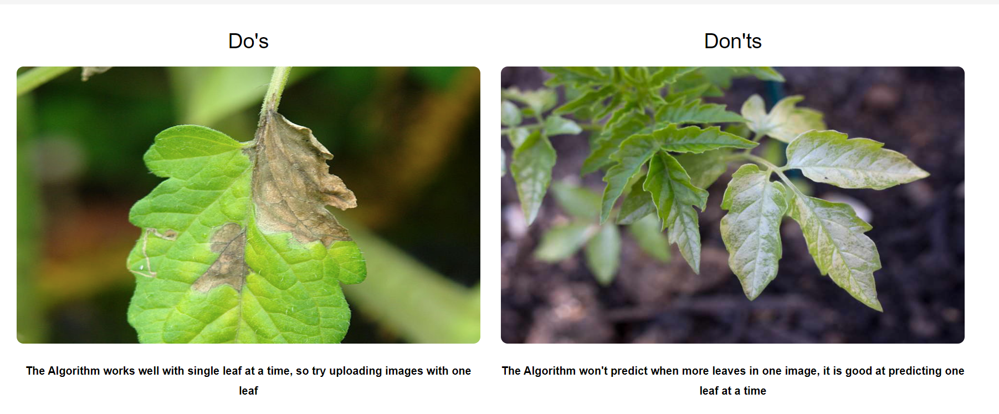 Do's
Don'ts
The Algorithm works well with single leaf at a time, so try uploading images with one
leaf
The Algorithm won't predict when more leaves in one image, it is good at predicting one
leaf at a time